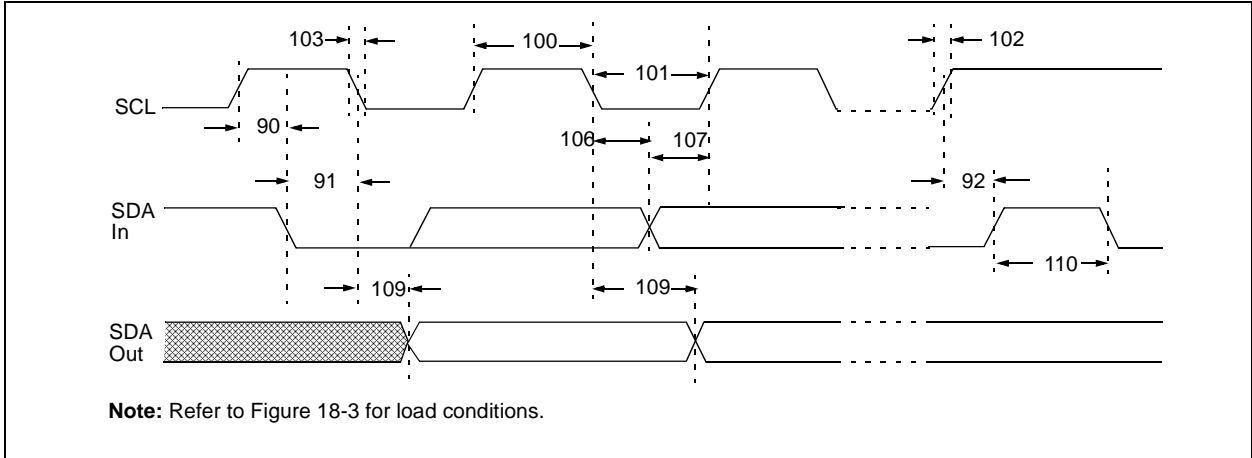 103
100
102
101
SCL
90
106
107
91
92
SDA
In
110
109
109
SDA
Out
Note: Refer to Figure 18-3 for load conditions.